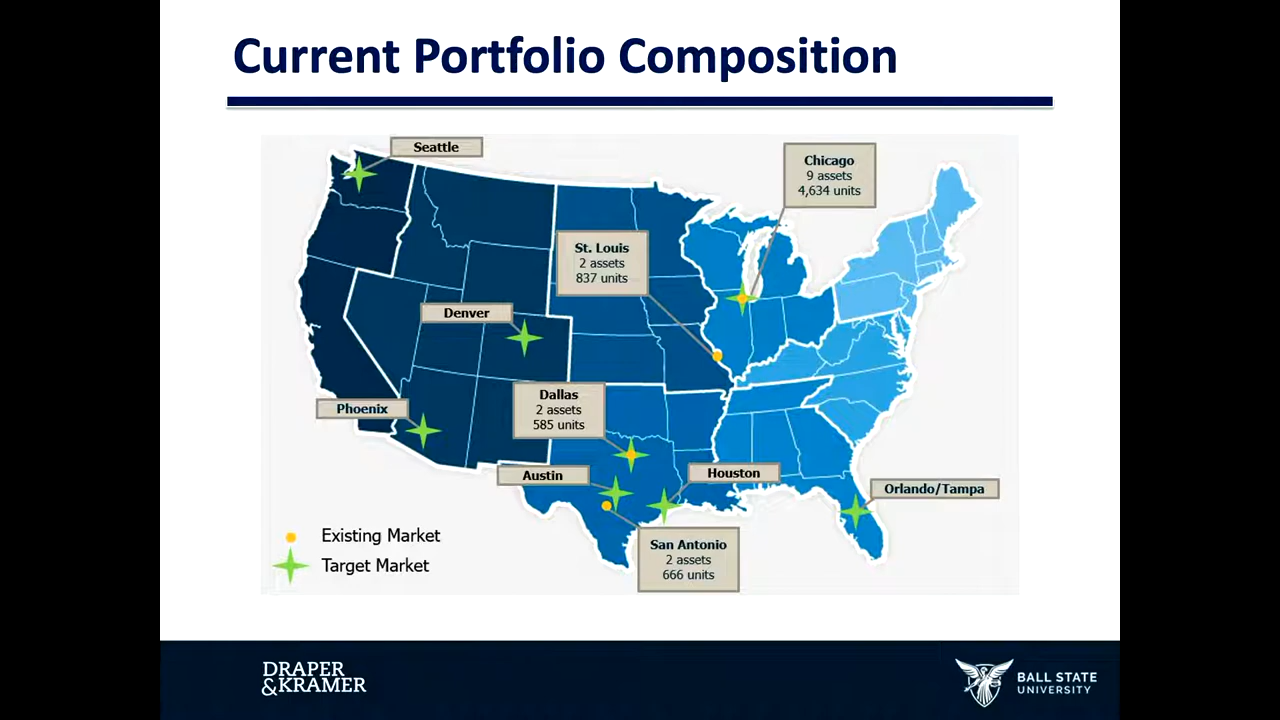 Current Portfolio Composition
Seattle
Chicago
9 assets
4,634 units
St. Louis
2 assets
837 units
Denver
Dallas
2 assets
585 units
Phoenix
Austin
Houston
Orlando/Tampa
San Antonio
2 assets
666 units
Existing Market
Target Market
DRAPER
&KRAMER
BALL STATE
UNIVERSITY